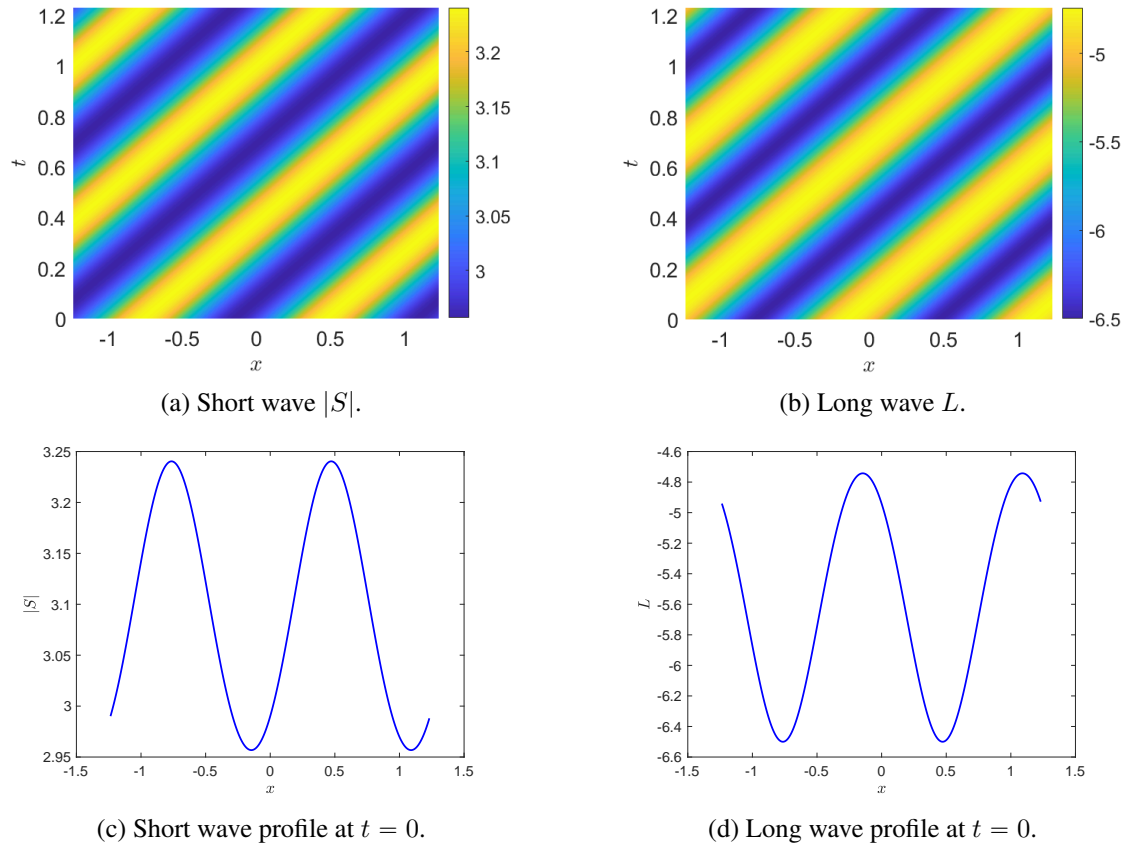 1.2
1
0.8
0.6
0.4
0.2
0
t
-1 -0.5 0 0.5 1
x
3.2
3.15
3.1
3.05
3
(a) Short wave |S|.
1.2
1
0.8
0.6
0.4
0.2
0
t
-1 -0.5 0 0.5 1
x
-5
-5.5
-6
-6.5
(b) Long wave L.
3.25
3.2
3.15
3.1
3.05
3
2.95
|S|
-1.5 -1 -0.5 0 0.5 1 1.5
x
(c) Short wave profile at t = 0.
-4.6
-4.8
-5
-5.2
-5.4
-5.6
-5.8
-6
-6.2
-6.4
-6.6
L
-1.5 -1 -0.5 0 0.5 1 1.5
x
(d) Long wave profile at t = 0.